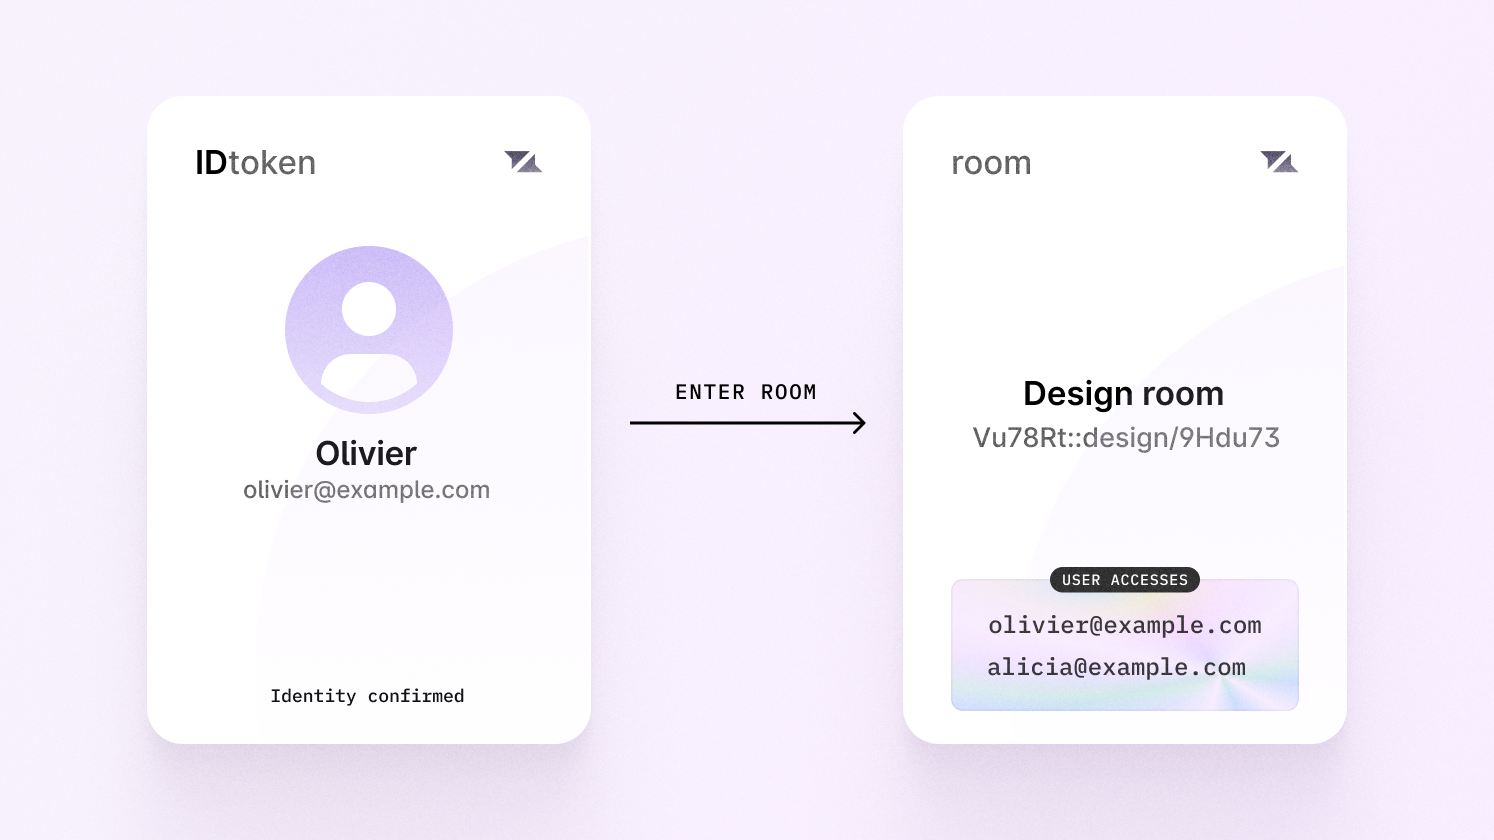 IDtoken
Olivier
olivier@example.com
Identity confirmed
ENTER ROOM
room
Design room
Vu78Rt::design/9Hdu73
USER ACCESSES
olivier@example.com
alicia@example.com